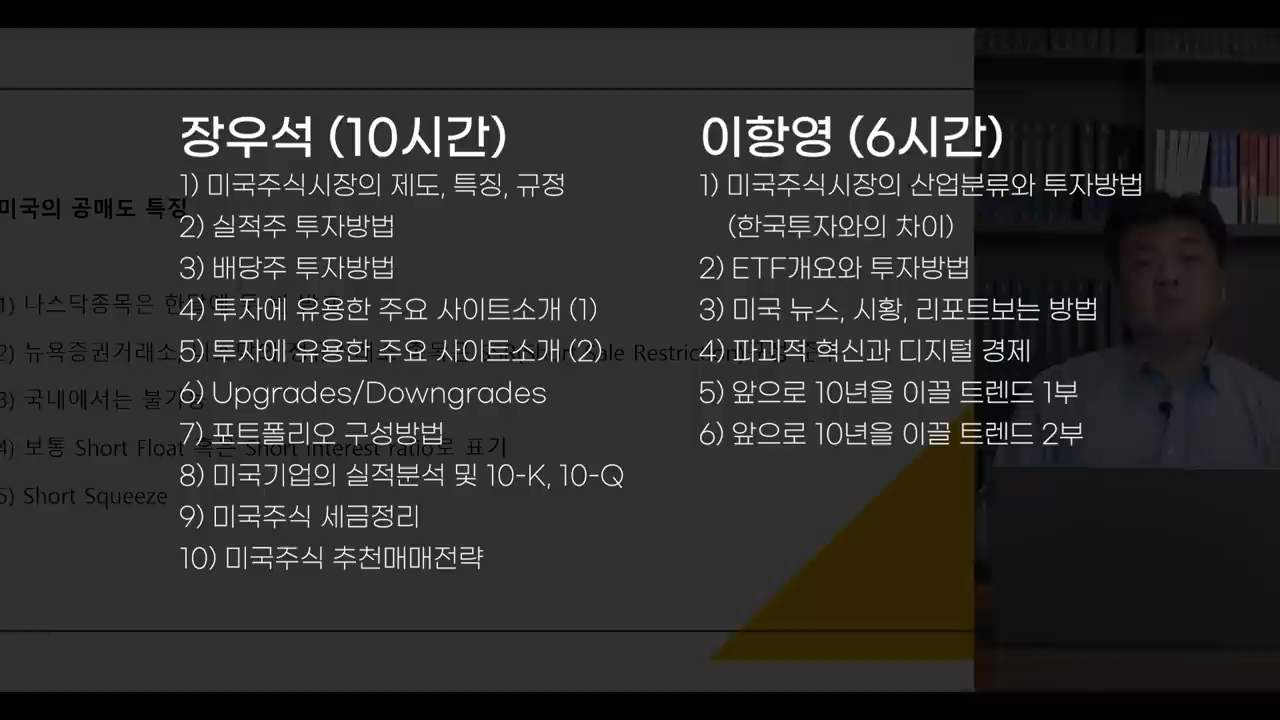 장우석 (10시간)
1) 미국주식시장의 제도, 특징, 규정
2) 실적주 투자방법
3) 배당주 투자방법
4) 투자에 유용한 주요 사이트소개 (1)
5) 투자에 유용한 주요 사이트소개 (2)
6) Upgrades/Downgrades
7) 포트폴리오 구성방법
8) 미국기업의 실적분석 및 10-K, 10-Q
9) 미국주식 세금정리
10) 미국주식 추천매매전략
이항영 (6시간)
1) 미국주식시장의 산업분류와 투자방법
(한국투자와의 차이)
2) ETF개요와 투자방법
3) 미국 뉴스, 시황, 리포트보는 방법
4) 파괴적 혁신과 디지털 경제
5) 앞으로 10년을 이끌 트렌드 1부
6) 앞으로 10년을 이끌 트렌드 2부
미국의 공매도 특징
1) 나스닥종목은
2) 뉴욕증권거래소,
3) 국내에서는
4) 보통 Short Float 혹은 Short Interest ratio로 표기
5) Short Squeeze